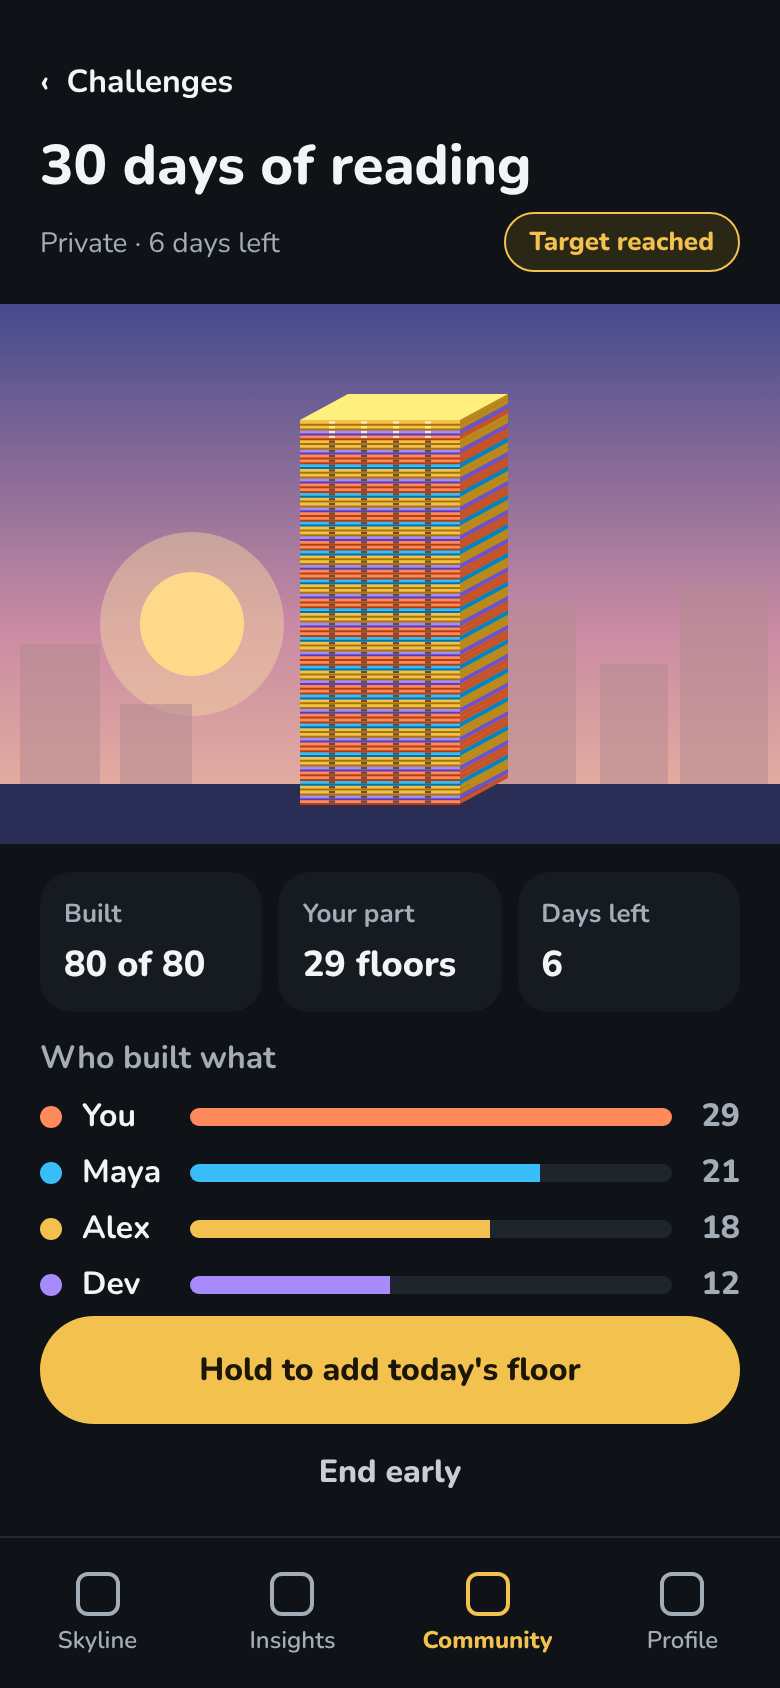 ‹ Challenges
30 days of reading
Private · 6 days left
Target reached
Built
80 of 80
Your part
29 floors
Days left
6
Who built what
You 29
Maya 21
Alex 18
Dev 12
Hold to add today's floor
End early
Skyline Insights Community Profile